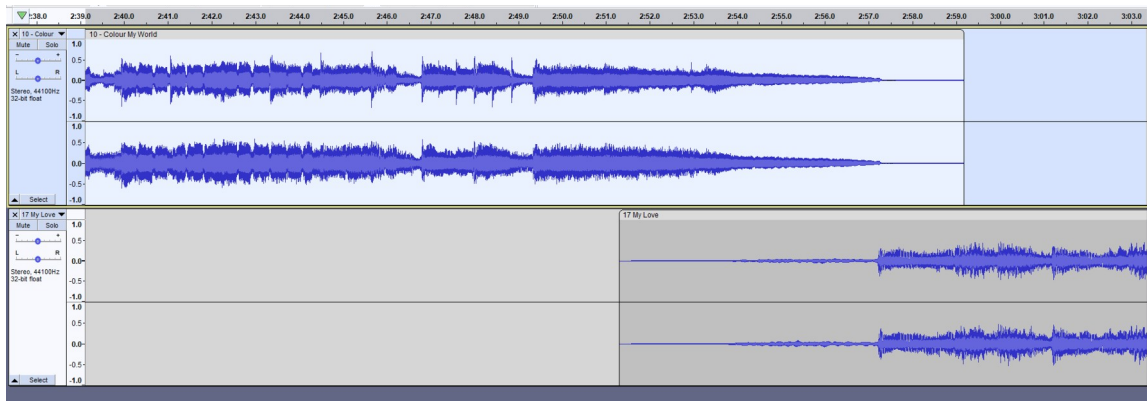 2:38.0 2:39.0 2:40.0 2:41.0 2:42.0 2:43.0 2:44.0 2:45.0 2:46.0 2:47.0 2:48.0 2:49.0 2:50.0 2:51.0 2:52.0 2:53.0 2:54.0 2:55.0 2:56.0 2:57.0 2:58.0 2:59.0 3:00.0 3:01.0 3:02.0 3:03.0
10 - Colour 10 - Colour My World
Mute Solo 1.0
- + 0.5
L R 0.0
Stereo, 44100Hz
32-bit float -0.5
-1.0
1.0
0.5
0.0
-0.5
Select -1.0
17 My Love 17 My Love
Mute Solo 1.0
- + 0.5
L R 0.0
Stereo, 44100Hz
32-bit float -0.5
-1.0
1.0
0.5
0.0
-0.5
Select -1.0